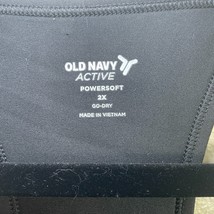 OLD NAVY
ACTIVE
POWERSOFT
2X
GO-DRY
MADE IN VIETNAM